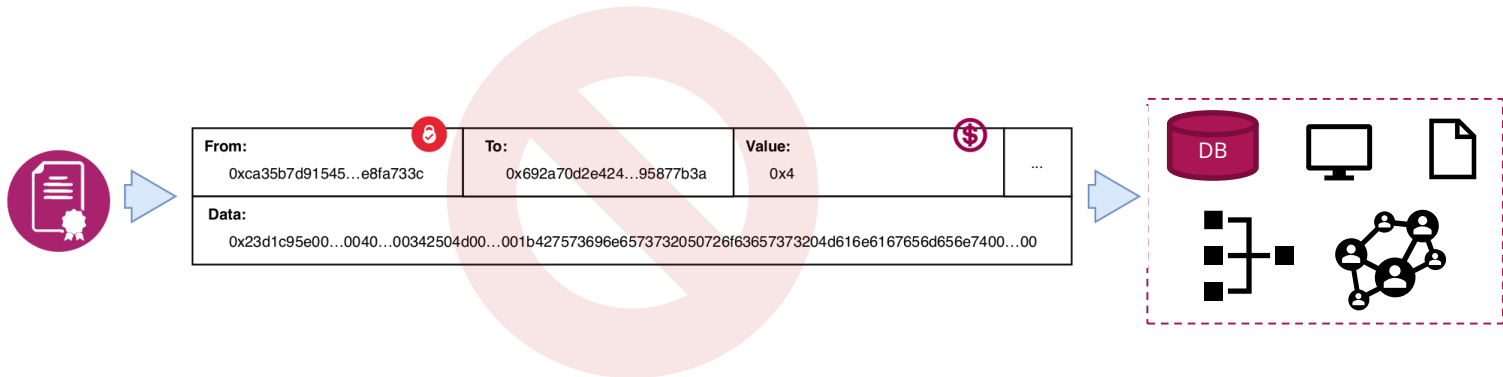 From:
To:
Value:
0xca35b7d91545…e8fa733c
0x692a70d2e424…95877b3a
0x4
...
Data:
0x23d1c95e00…0040…00342504d00…001b427573696e6573732050726f63657373204d616e6167656d656e7400…00
DB